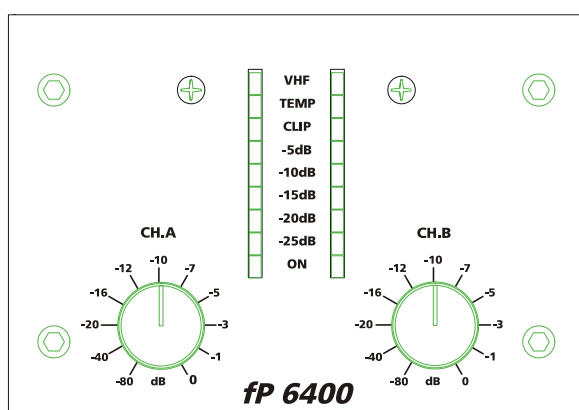 VHF
TEMP
CLIP
-5dB
-10dB
-15dB
-20dB
-25dB
ON
CH.A
-10
-12 -7
-16 -5
-20 -3
-40 -1
-80 dB 0
CH.B
-10
-12 -7
-16 -5
-20 -3
-40 -1
-80 dB 0
fP 6400